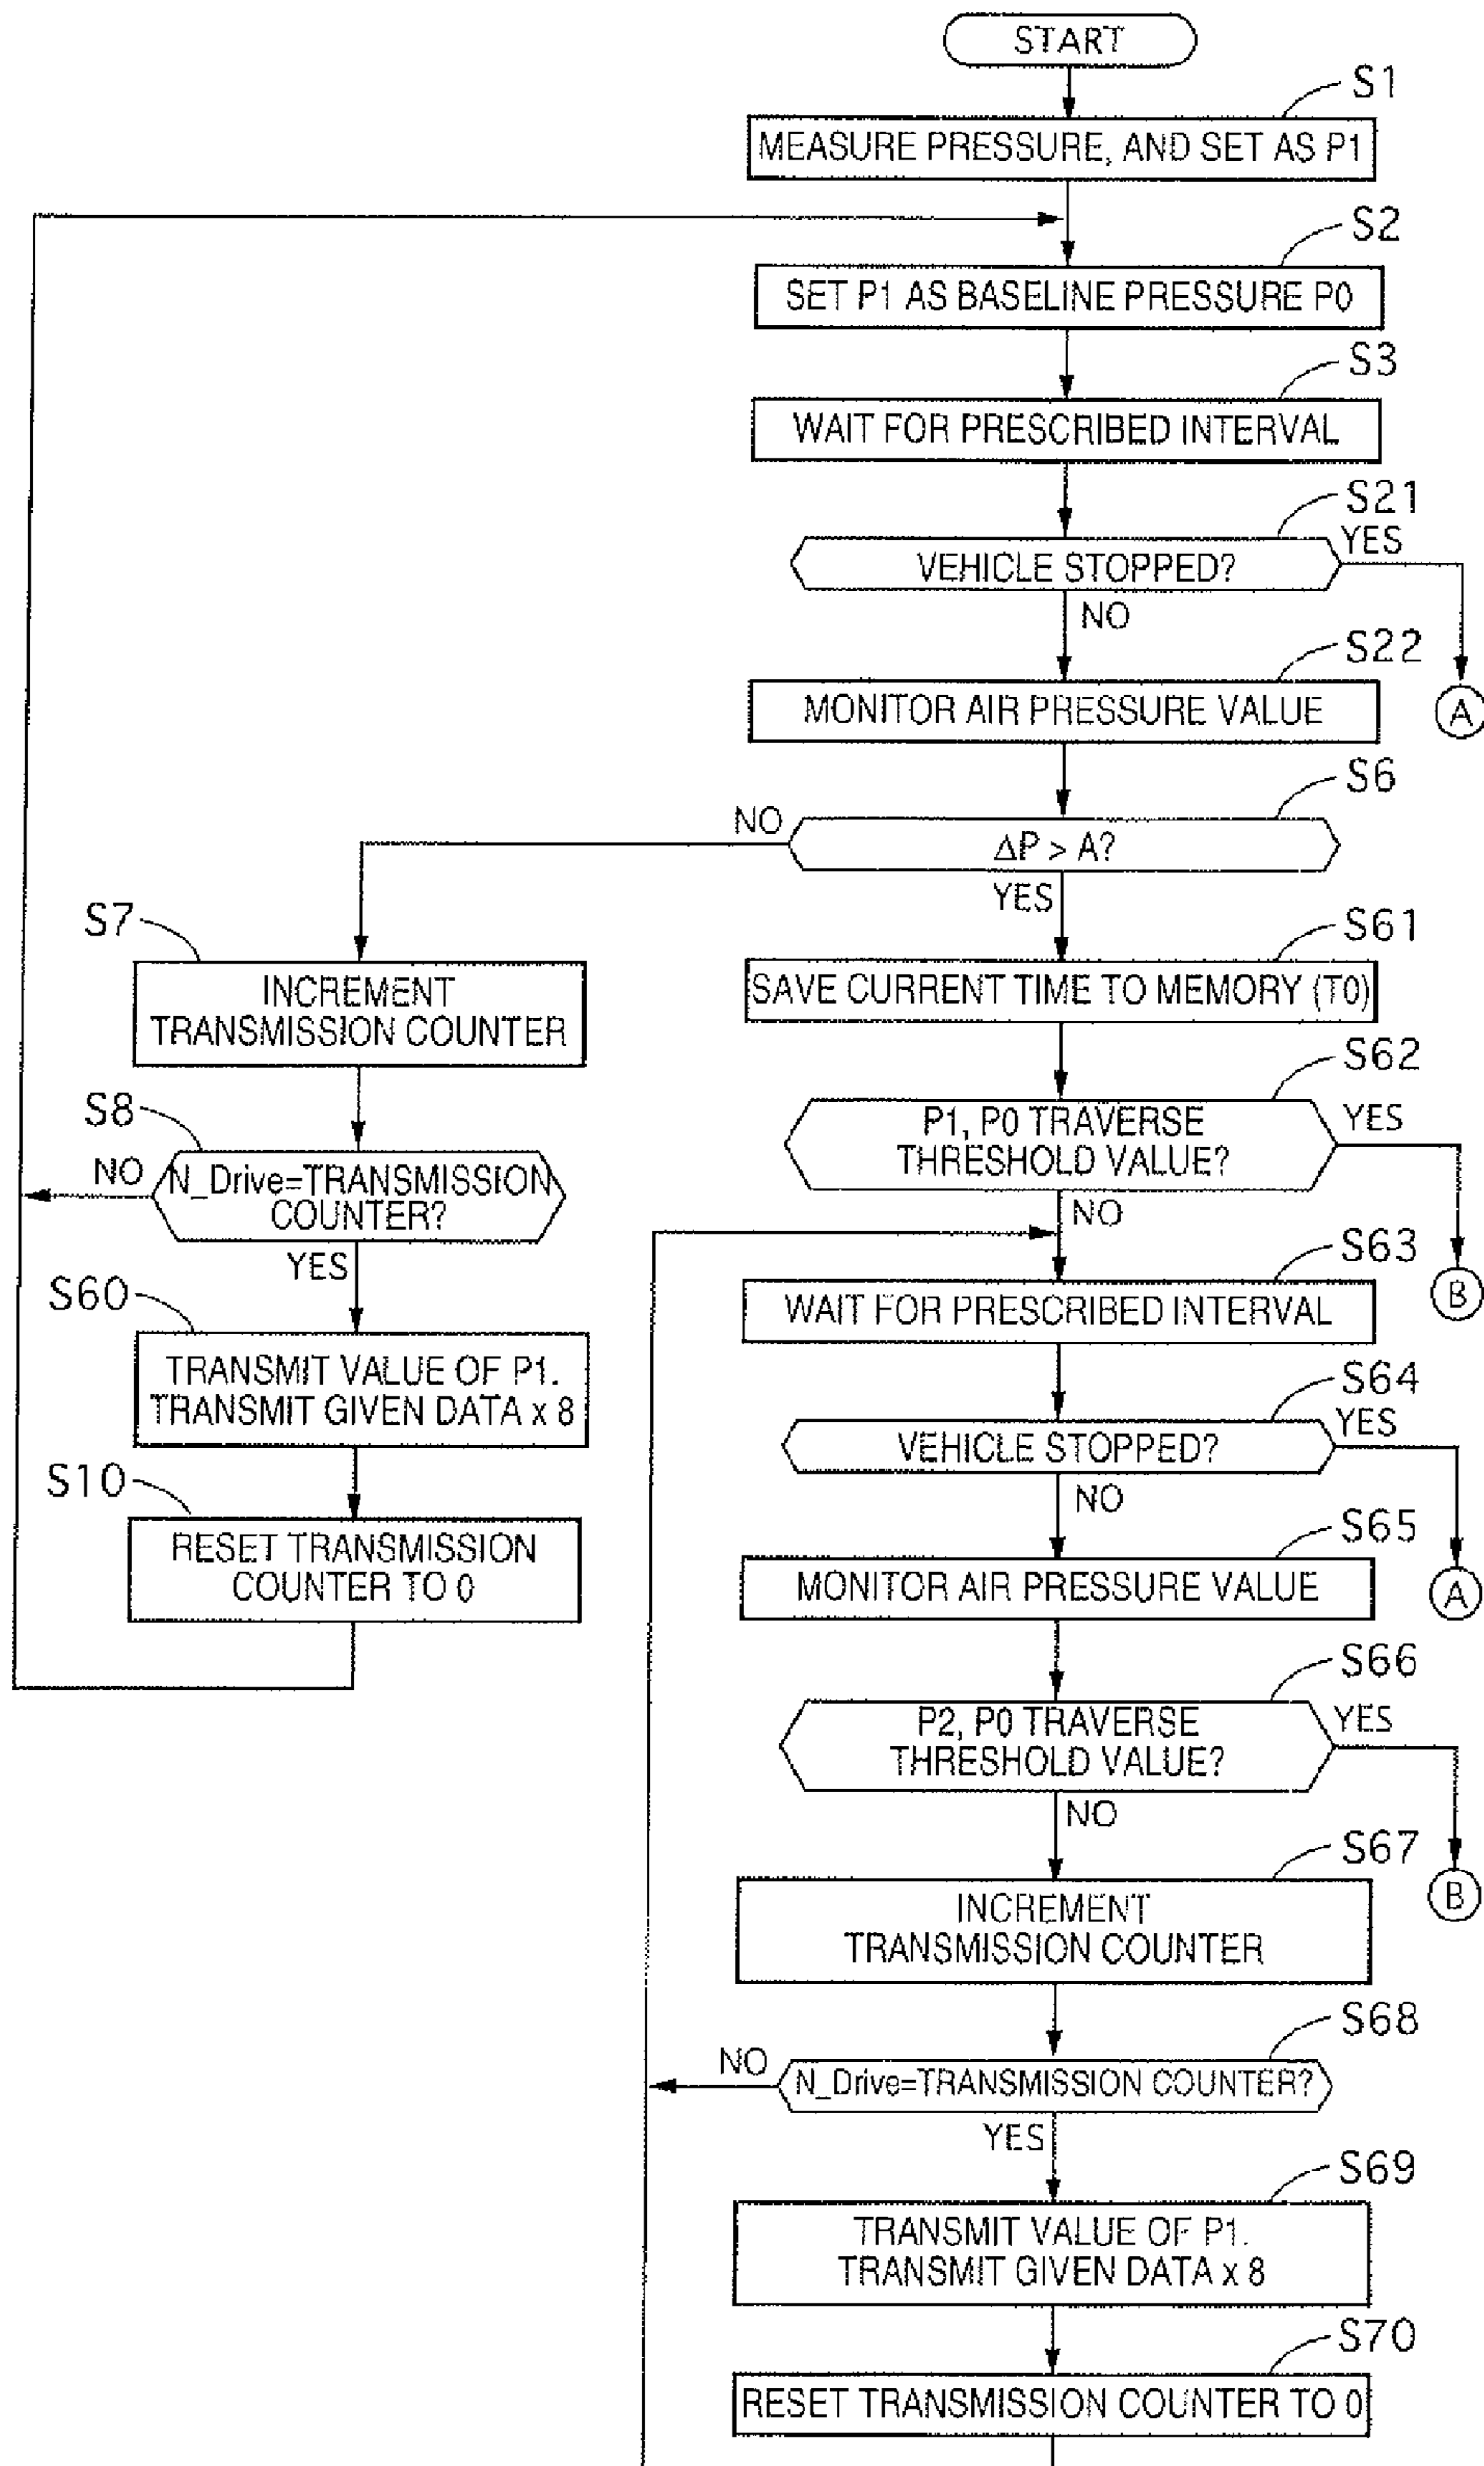 START
S1
MEASURE PRESSURE, AND SET AS P1
S2
SET P1 AS BASELINE PRESSURE P0
S3
WAIT FOR PRESCRIBED INTERVAL
S21
VEHICLE STOPPED?
YES
NO
S22
MONITOR AIR PRESSURE VALUE
A
S6
ΔP > A?
NO
YES
S7
INCREMENT
TRANSMISSION COUNTER
S8
N_Drive=TRANSMISSION
COUNTER?
NO
YES
S60
TRANSMIT VALUE OF P1.
TRANSMIT GIVEN DATA x 8
S10
RESET TRANSMISSION
COUNTER TO 0
S61
SAVE CURRENT TIME TO MEMORY (T0)
S62
P1, P0 TRAVERSE
THRESHOLD VALUE?
YES
NO
B
S63
WAIT FOR PRESCRIBED INTERVAL
S64
VEHICLE STOPPED?
YES
NO
A
S65
MONITOR AIR PRESSURE VALUE
S66
P2, P0 TRAVERSE
THRESHOLD VALUE?
YES
NO
B
S67
INCREMENT
TRANSMISSION COUNTER
S68
N_Drive=TRANSMISSION COUNTER?
NO
YES
S69
TRANSMIT VALUE OF P1.
TRANSMIT GIVEN DATA x 8
S70
RESET TRANSMISSION COUNTER TO 0